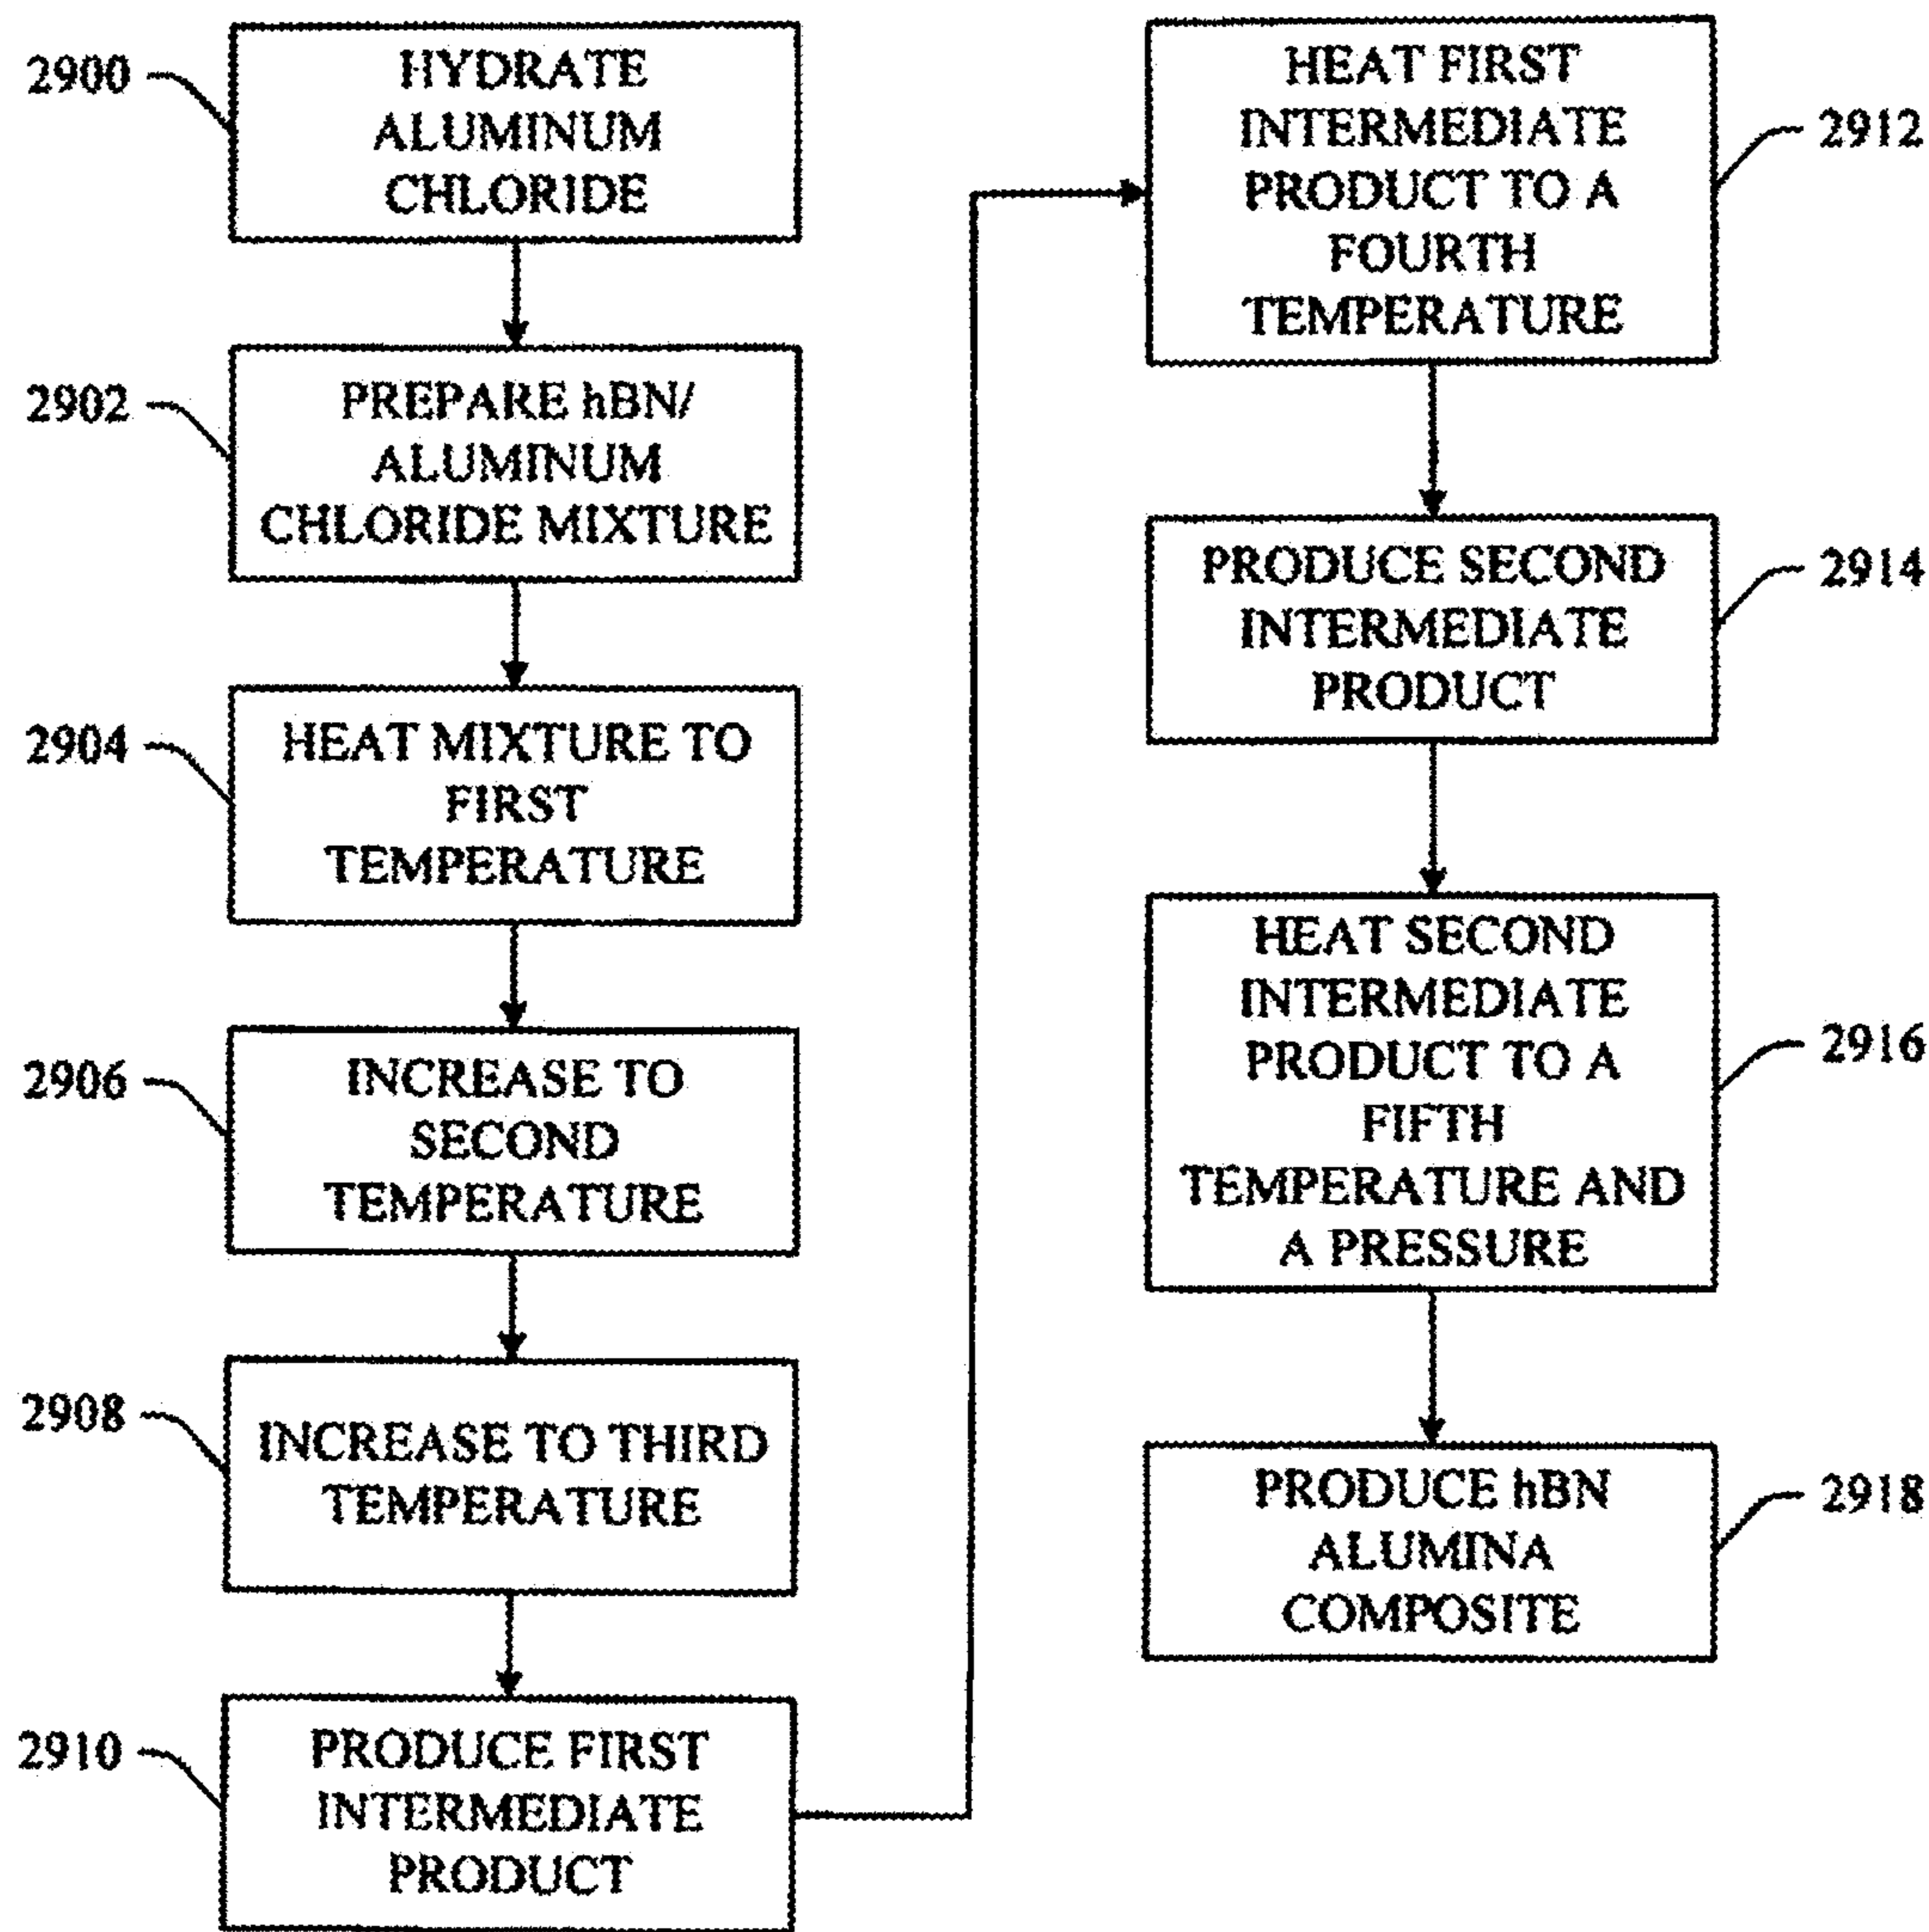 2900
HYDRATE
ALUMINUM
CHLORIDE
2902
PREPARE hBN/
ALUMINUM
CHLORIDE MIXTURE
2904
HEAT MIXTURE TO
FIRST
TEMPERATURE
2906
INCREASE TO
SECOND
TEMPERATURE
2908
INCREASE TO THIRD
TEMPERATURE
2910
PRODUCE FIRST
INTERMEDIATE
PRODUCT
HEAT FIRST
INTERMEDIATE
PRODUCT TO A
FOURTH
TEMPERATURE
2912
PRODUCE SECOND
INTERMEDIATE
PRODUCT
2914
HEAT SECOND
INTERMEDIATE
PRODUCT TO A
FIFTH
TEMPERATURE AND
A PRESSURE
2916
PRODUCE hBN
ALUMINA
COMPOSITE
2918